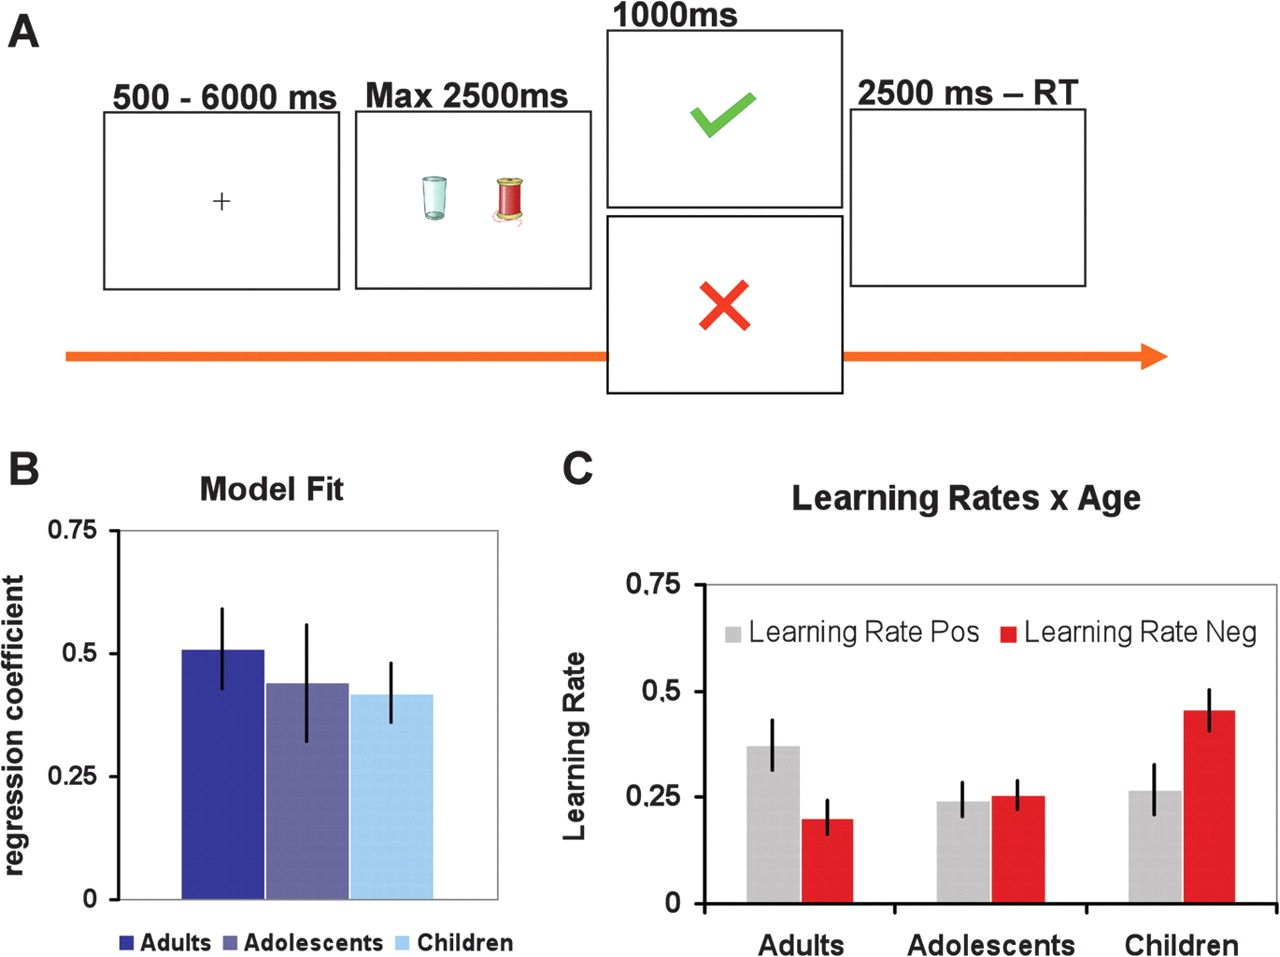 A
500 - 6000 ms
Max 2500ms
1000ms
2500 ms – RT
B
Model Fit
regression coefficient
0.75
0.5
0.25
0
Adults Adolescents Children
C
Learning Rates x Age
Learning Rate
0.75
0.5
0.25
0
Learning Rate Pos Learning Rate Neg
Adults Adolescents Children